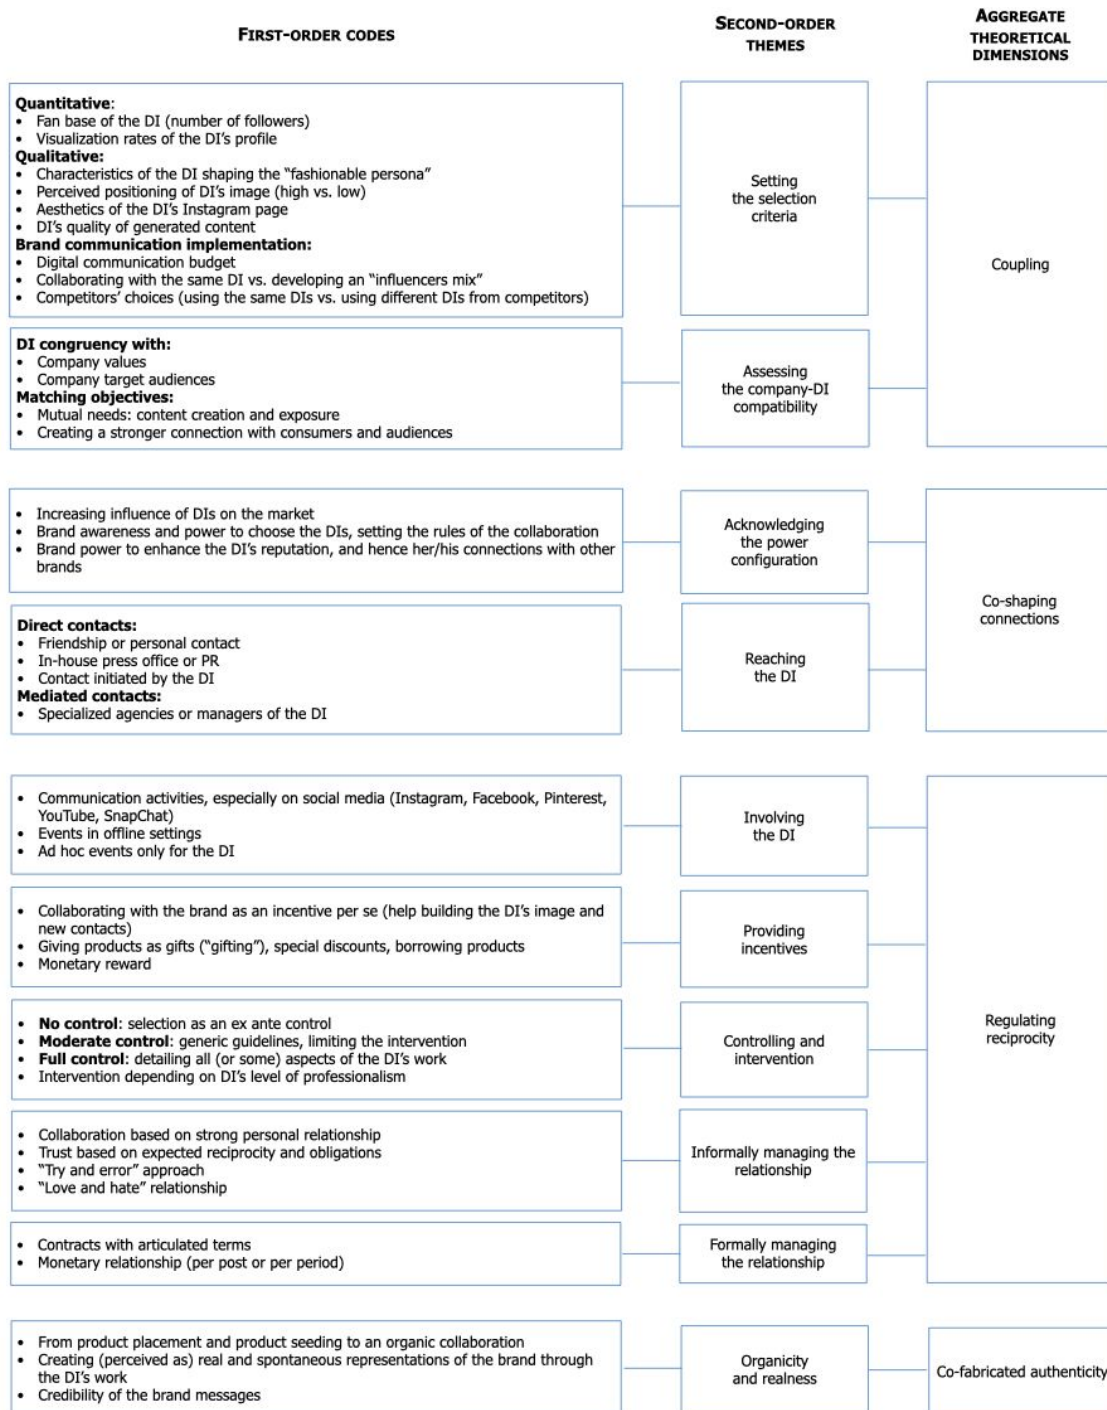 FIRST-ORDER CODES
SECOND-ORDER
THEMES
AGGREGATE
THEORETICAL
DIMENSIONS
Quantitative:
• Fan base of the DI (number of followers)
• Visualization rates of the DI's profile
Qualitative:
• Characteristics of the DI shaping the "fashionable persona"
• Perceived positioning of DI's image (high vs. low)
• Aesthetics of the DI's Instagram page
• DI's quality of generated content
Brand communication implementation:
• Digital communication budget
• Collaborating with the same DI vs. developing an "influencers mix"
• Competitors' choices (using the same DIs vs. using different DIs from competitors)
Setting
the selection
criteria
Coupling
DI congruency with:
• Company values
• Company target audiences
Matching objectives:
• Mutual needs: content creation and exposure
• Creating a stronger connection with consumers and audiences
Assessing
the company-DI
compatibility
• Increasing influence of DIs on the market
• Brand awareness and power to choose the DIs, setting the rules of the collaboration
• Brand power to enhance the DI's reputation, and hence her/his connections with other
brands
Acknowledging
the power
configuration
Co-shaping
connections
Direct contacts:
• Friendship or personal contact
• In-house press office or PR
• Contact initiated by the DI
Mediated contacts:
• Specialized agencies or managers of the DI
Reaching
the DI
• Communication activities, especially on social media (Instagram, Facebook, Pinterest,
YouTube, SnapChat)
• Events in offline settings
• Ad hoc events only for the DI
Involving
the DI
• Collaborating with the brand as an incentive per se (help building the DI's image and
new contacts)
• Giving products as gifts ("gifting"), special discounts, borrowing products
• Monetary reward
Providing
incentives
• No control: selection as an ex ante control
• Moderate control: generic guidelines, limiting the intervention
• Full control: detailing all (or some) aspects of the DI's work
• Intervention depending on DI's level of professionalism
Controlling and
intervention
Regulating
reciprocity
• Collaboration based on strong personal relationship
• Trust based on expected reciprocity and obligations
• "Try and error" approach
• "Love and hate" relationship
Informally managing the
relationship
• Contracts with articulated terms
• Monetary relationship (per post or per period)
Formally managing
the relationship
• From product placement and product seeding to an organic collaboration
• Creating (perceived as) real and spontaneous representations of the brand through
the DI's work
• Credibility of the brand messages
Organicity
and realness
Co-fabricated authenticity